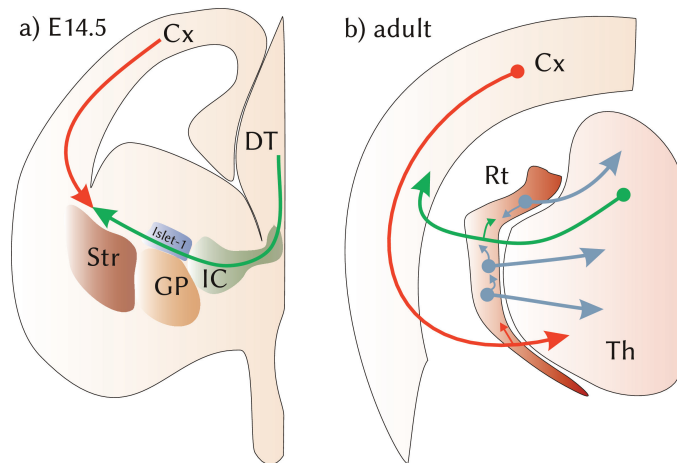 a) E14.5
Cx
DT
Islet-1
Str
GP
IC
b) adult
Cx
Rt
Th